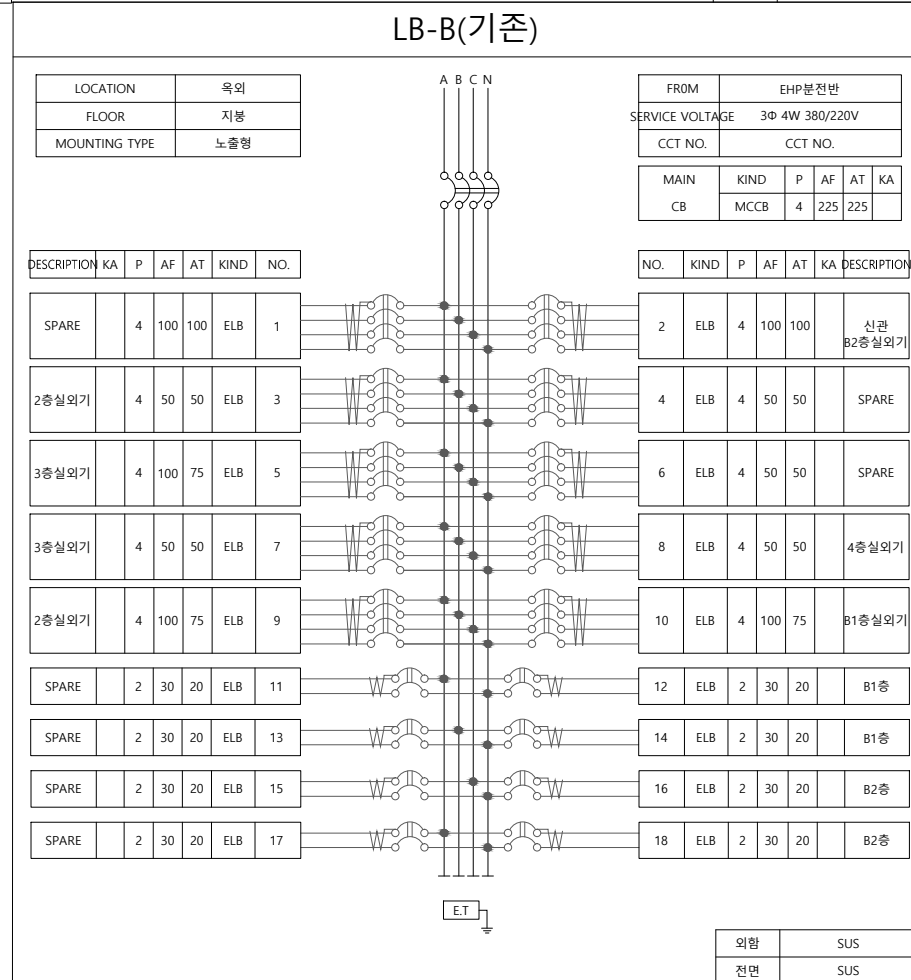 LB-B(기존)
LOCATION 옥외
FLOOR 지붕
MOUNTING TYPE 노출형
A B C N
FROM EHP분전반
SERVICE VOLTAGE 3Φ 4W 380/220V
CCT NO. CCT NO.
MAIN CB KIND P AF AT KA
MCCB 4 225 225
DESCRIPTION KA P AF AT KIND NO.
NO. KIND P AF AT KA DESCRIPTION
SPARE 4 100 100 ELB 1
2 ELB 4 100 100 신관
B2층실외기
2층실외기 4 50 50 ELB 3
4 ELB 4 50 50 SPARE
3층실외기 4 100 75 ELB 5
6 ELB 4 50 50 SPARE
3층실외기 4 50 50 ELB 7
8 ELB 4 50 50 4층실외기
2층실외기 4 100 75 ELB 9
10 ELB 4 100 75 B1층실외기
SPARE 2 30 20 ELB 11
12 ELB 2 30 20 B1층
SPARE 2 30 20 ELB 13
14 ELB 2 30 20 B1층
SPARE 2 30 20 ELB 15
16 ELB 2 30 20 B2층
SPARE 2 30 20 ELB 17
18 ELB 2 30 20 B2층
E.T
외함 SUS
전면 SUS